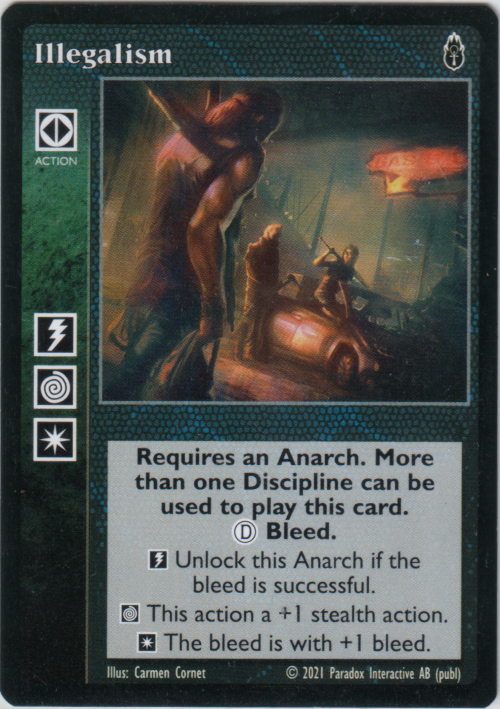 Illegalism
ACTION
Requires an Anarch. More
than one Discipline can be
used to play this card.
Ⓓ Bleed.
Unlock this Anarch if the
bleed is successful.
This action a +1 stealth action.
The bleed is with +1 bleed.
Illus: Carmen Cornet © 2021 Paradox Interactive AB (publ)